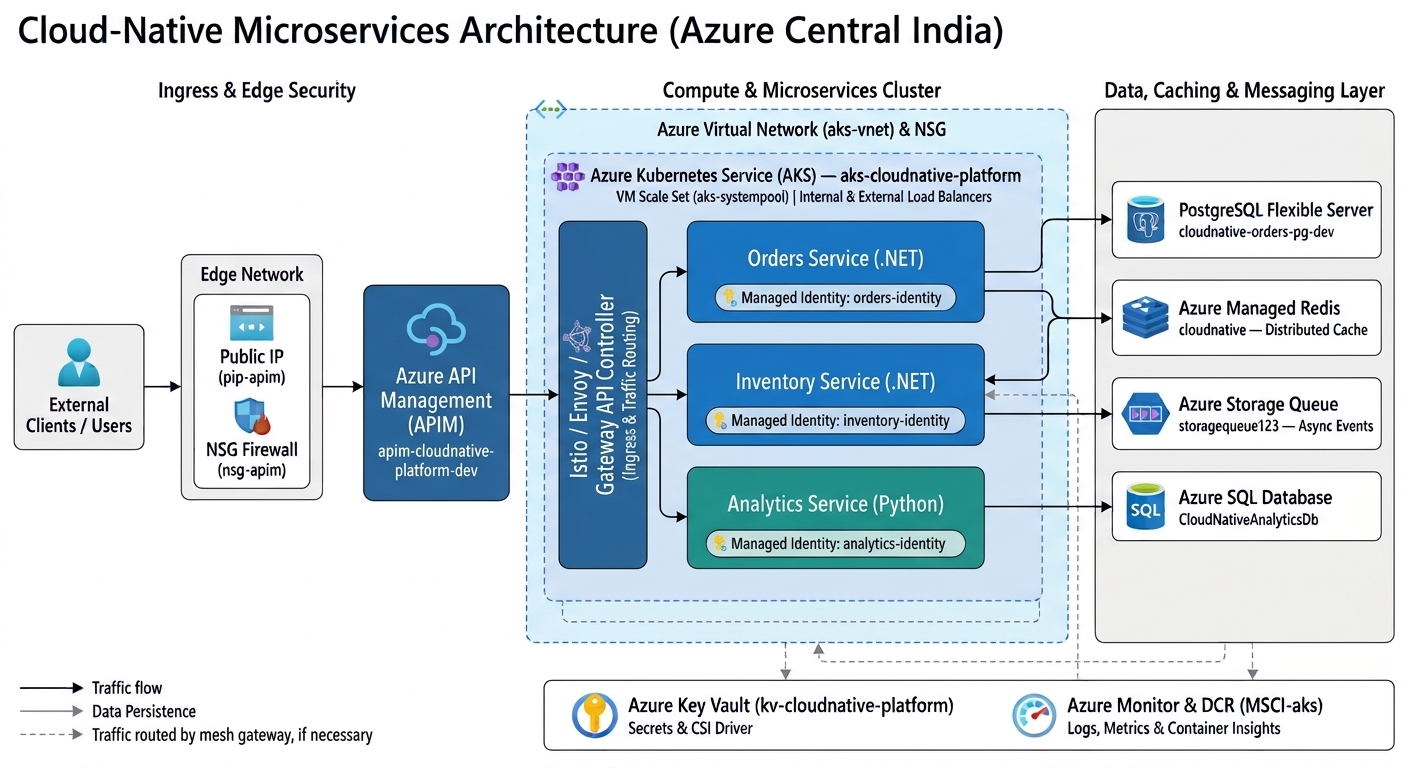 Cloud-Native Microservices Architecture (Azure Central India)
Ingress & Edge Security
Compute & Microservices Cluster
Data, Caching & Messaging Layer
External
Clients / Users
Edge Network
Public IP
(pip-apim)
NSG Firewall
(nsg-apim)
Azure API
Management
(APIM)
apim-cloudnative-
platform-dev
Azure Virtual Network (aks-vnet) & NSG
Azure Kubernetes Service (AKS) — aks-cloudnative-platform
VM Scale Set (aks-systempool) | Internal & External Load Balancers
Istio / Envoy /
Gateway API Controller
(Ingress & Traffic Routing)
Orders Service (.NET)
Managed Identity: orders-identity
Inventory Service (.NET)
Managed Identity: inventory-identity
Analytics Service (Python)
Managed Identity: analytics-identity
PostgreSQL Flexible Server
cloudnative-orders-pg-dev
Azure Managed Redis
cloudnative — Distributed Cache
Azure Storage Queue
storageqeue123 — Async Events
SQL
Azure SQL Database
CloudNativeAnalyticsDb
Traffic flow
Data Persistence
Traffic routed by mesh gateway, if necessary
Azure Key Vault (kv-cloudnative-platform)
Secrets & CSI Driver
Azure Monitor & DCR (MSCI-aks)
Logs, Metrics & Container Insights